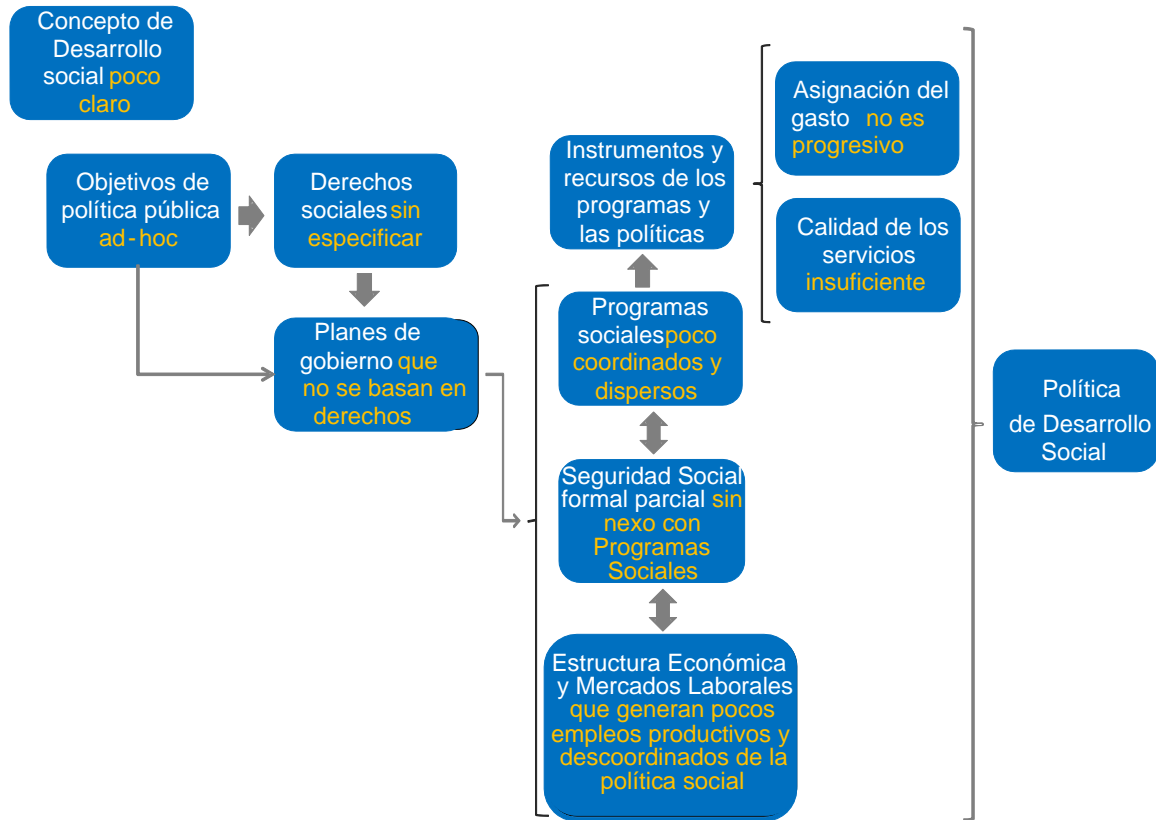 Concepto de
Desarrollo
social poco
claro
Objetivos de
política pública
ad-hoc
Derechos
sociales sin
especificar
Planes de
gobierno que
no se basan en
derechos
Instrumentos y
recursos de los
programas y
las políticas
Programas
sociales poco
coordinados y
dispersos
Seguridad Social
formal parcial sin
nexo con
Programas
Sociales
Estructura Económica
y Mercados Laborales
que generan pocos
empleos productivos y
descoordinados de la
política social
Asignación del
gasto no es
progresivo
Calidad de los
servicios
insuficiente
Política
de Desarrollo
Social